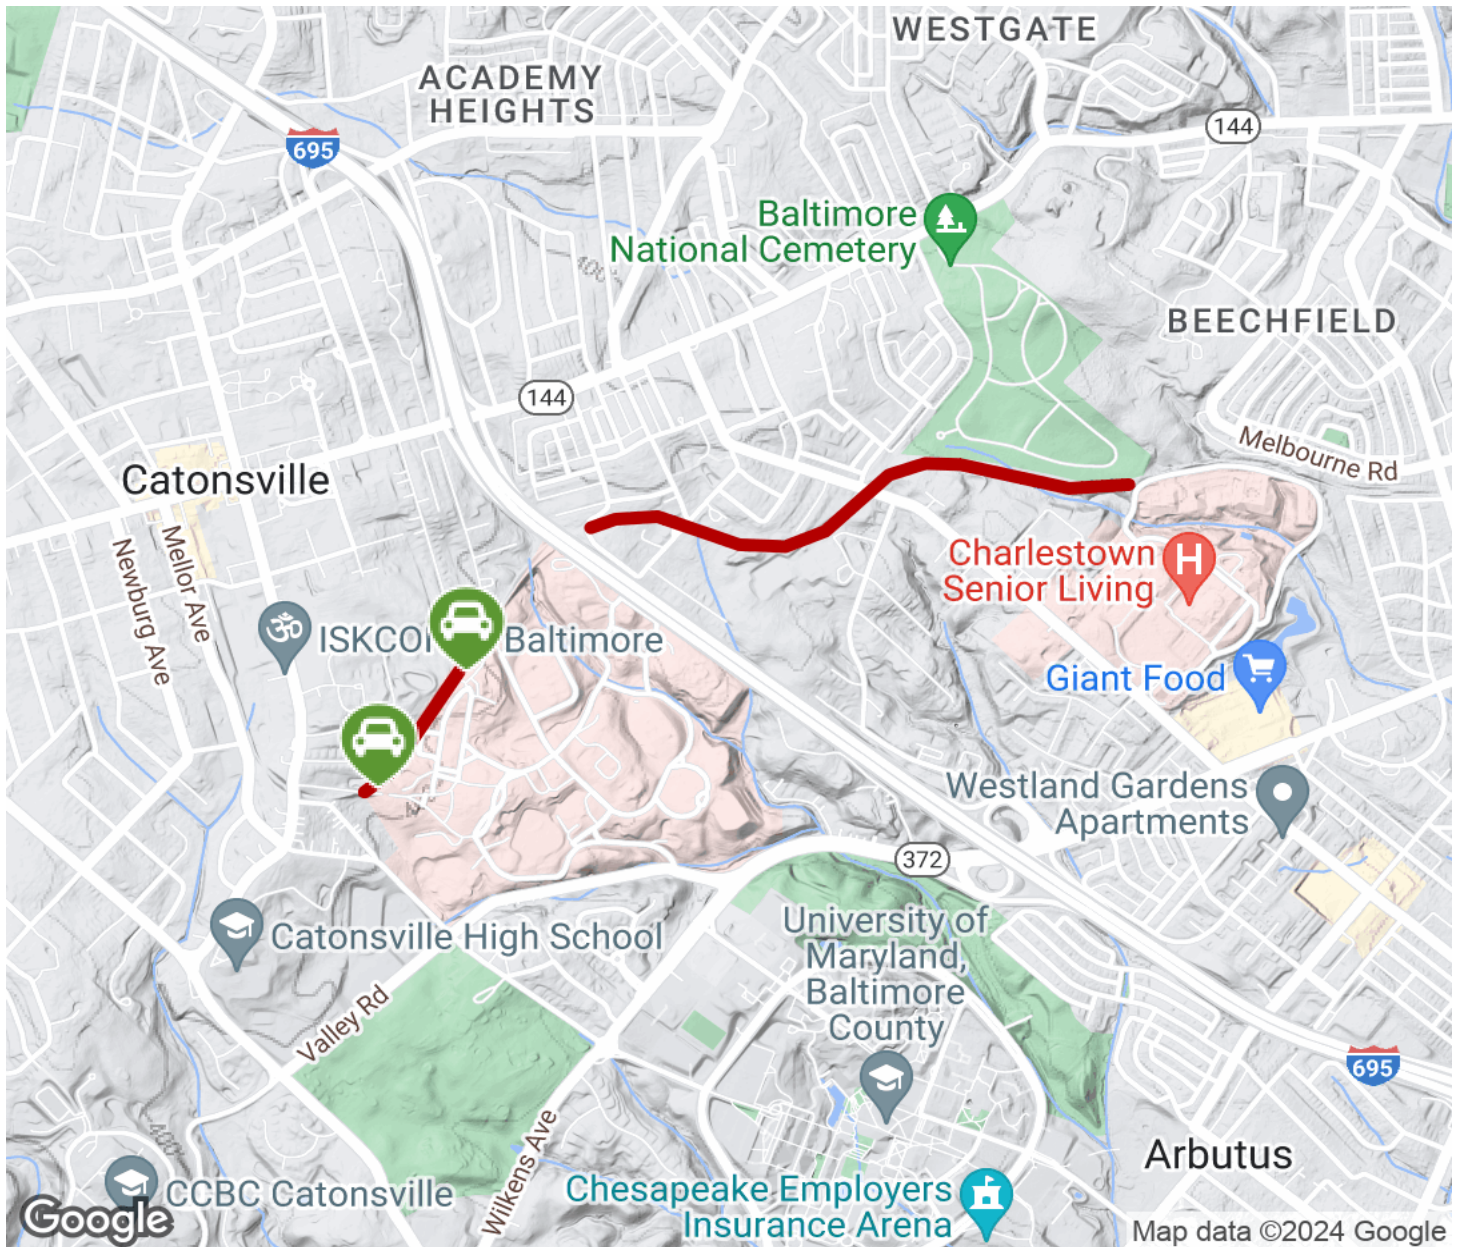 WESTGATE
ACADEMY
HEIGHTS
144
695
Baltimore
National Cemetery
BEECHFIELD
144
Melbourne Rd
Catonsville
Mellor Ave
Newburg Ave
Charlestown
Senior Living
H
ISKCO
Baltimore
ॐ
Giant Food
Westland Gardens
Apartments
372
University of
Maryland,
Baltimore
County
Catonsville High School
Valley Rd
695
400
Wilkens Ave
Arbutus
CCBC Catonsville
Chesapeake Employers
Insurance Arena
Google
Map data ©2024 Google